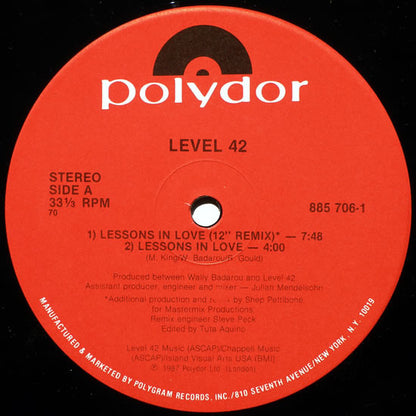 polydor
LEVEL 42
STEREO
SIDE A
33⅓ RPM
70
885 706-1
1) LESSONS IN LOVE (12" REMIX)* — 7:48
2) LESSONS IN LOVE — 4:00
(M. King/W. Badarou/R. Gould)
Produced between Wally Badarou and Level 42
Assistant producer, engineer and mixer — Julian Mendelsohn
*Additional production and by Shep Pettibone,
for Mastermix Productions,
Remix engineer Steve Peck
Edited by Tuta Aquino
Level 42 Music (ASCAP)/Chappell Music
(ASCAP)/Island Visual Arts USA (BMI)
℗ 1987 Polydor Ltd. (London)
MANUFACTURED & MARKETED BY POLYGRAM RECORDS, INC./810 SEVENTH AVENUE/NEW YORK, N.Y. 10019